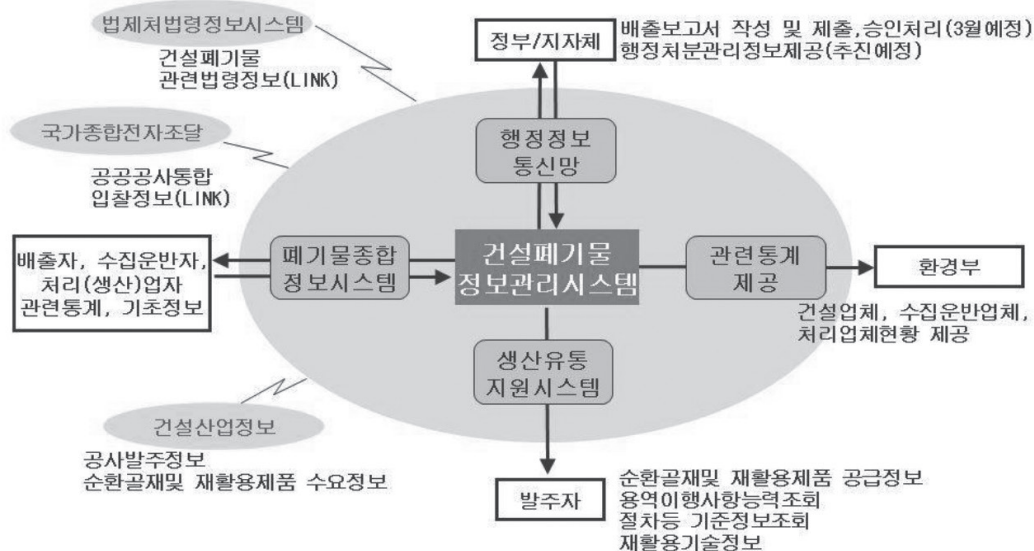 법제처법령정보시스템
건설폐기물
관련법령정보(LINK)
정부/지자체
배출보고서 작성 및 제출,승인처리(3월예정)
행정처분관리정보제공(추진예정)
국가종합전자조달
공공공사통합
입찰정보(LINK)
행정정보
통신망
배출자, 수집운반자,
처리(생산)업자
관련통계, 기초정보
폐기물종합
정보시스템
건설폐기물
정보관리시스템
관련통계
제공
환경부
건설업체, 수집운반업체,
처리업체현황 제공
생산유통
지원시스템
건설산업정보
공사발주정보
순환골재및 재활용제품 수요정보
발주자
순환골재및 재활용제품 공급정보
용역이행사항능력조회
절차등 기준정보조회
재활용기술정보